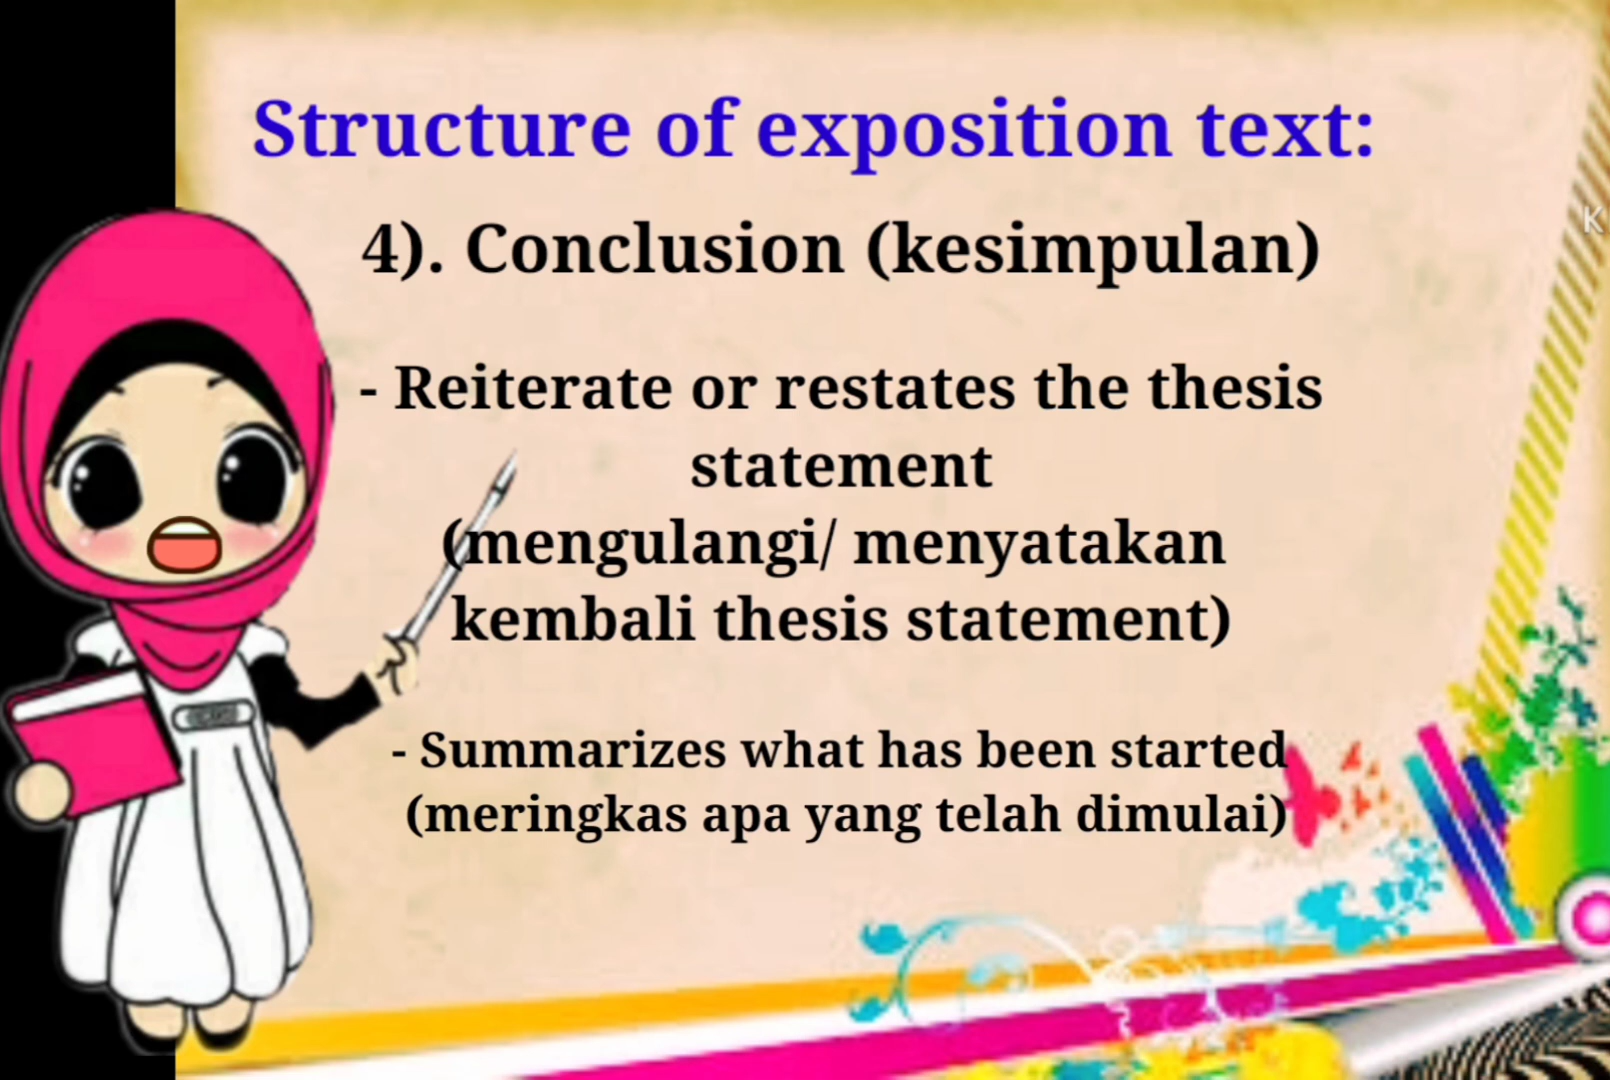 Structure of exposition text:
4). Conclusion (kesimpulan)
- Reiterate or restates the thesis
statement
(mengulangi/ menyatakan
kembali thesis statement)
- Summarizes what has been started
(meringkas apa yang telah dimulai)
K